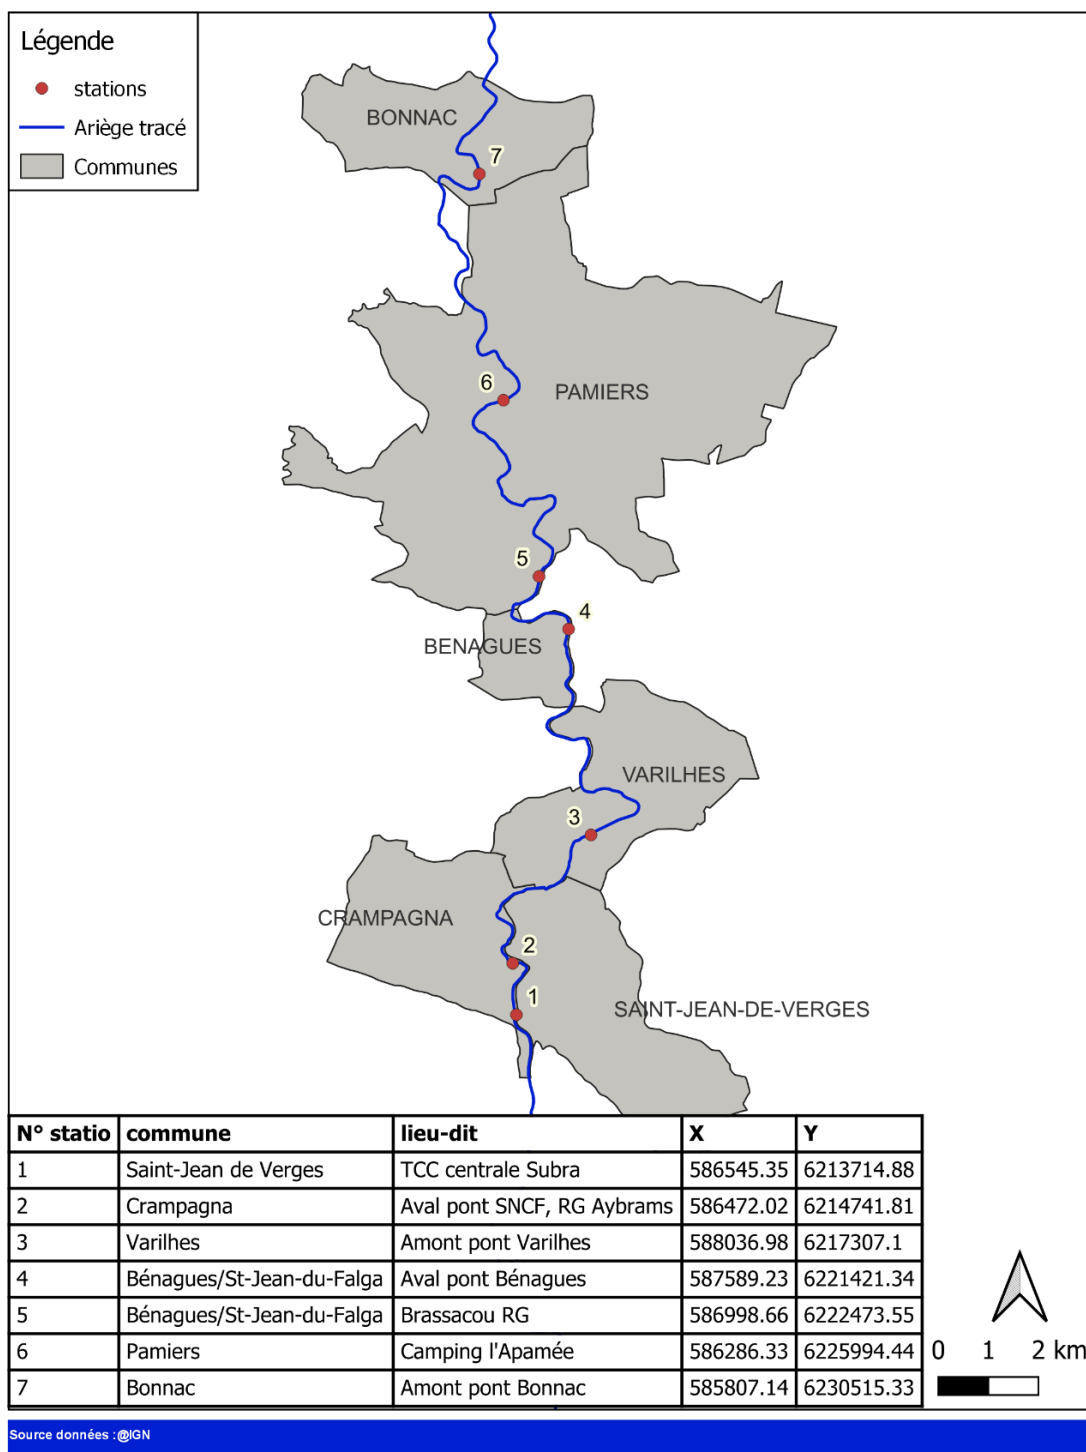 Légende
stations
Ariège tracé
Communes
BONNAC
7
6
PAMIERS
5
4
BENAGUES
VARILHES
3
CRAMPAGNA
2
1
SAINT-JEAN-DE-VERGES
N° statio commune lieu-dit X Y
1 Saint-Jean de Verges TCC centrale Subra 586545.35 6213714.88
2 Crampagna Aval pont SNCF, RG Aybrams 586472.02 6214741.81
3 Varilhes Amont pont Varilhes 588036.98 6217307.1
4 Bénagues/St-Jean-du-Falga Aval pont Bénagues 587589.23 6221421.34
5 Bénagues/St-Jean-du-Falga Brassacou RG 586998.66 6222473.55
6 Pamiers Camping l'Apamée 586286.33 6225994.44
7 Bonnac Amont pont Bonnac 585807.14 6230515.33
0 1 2 km
Source données :@IGN